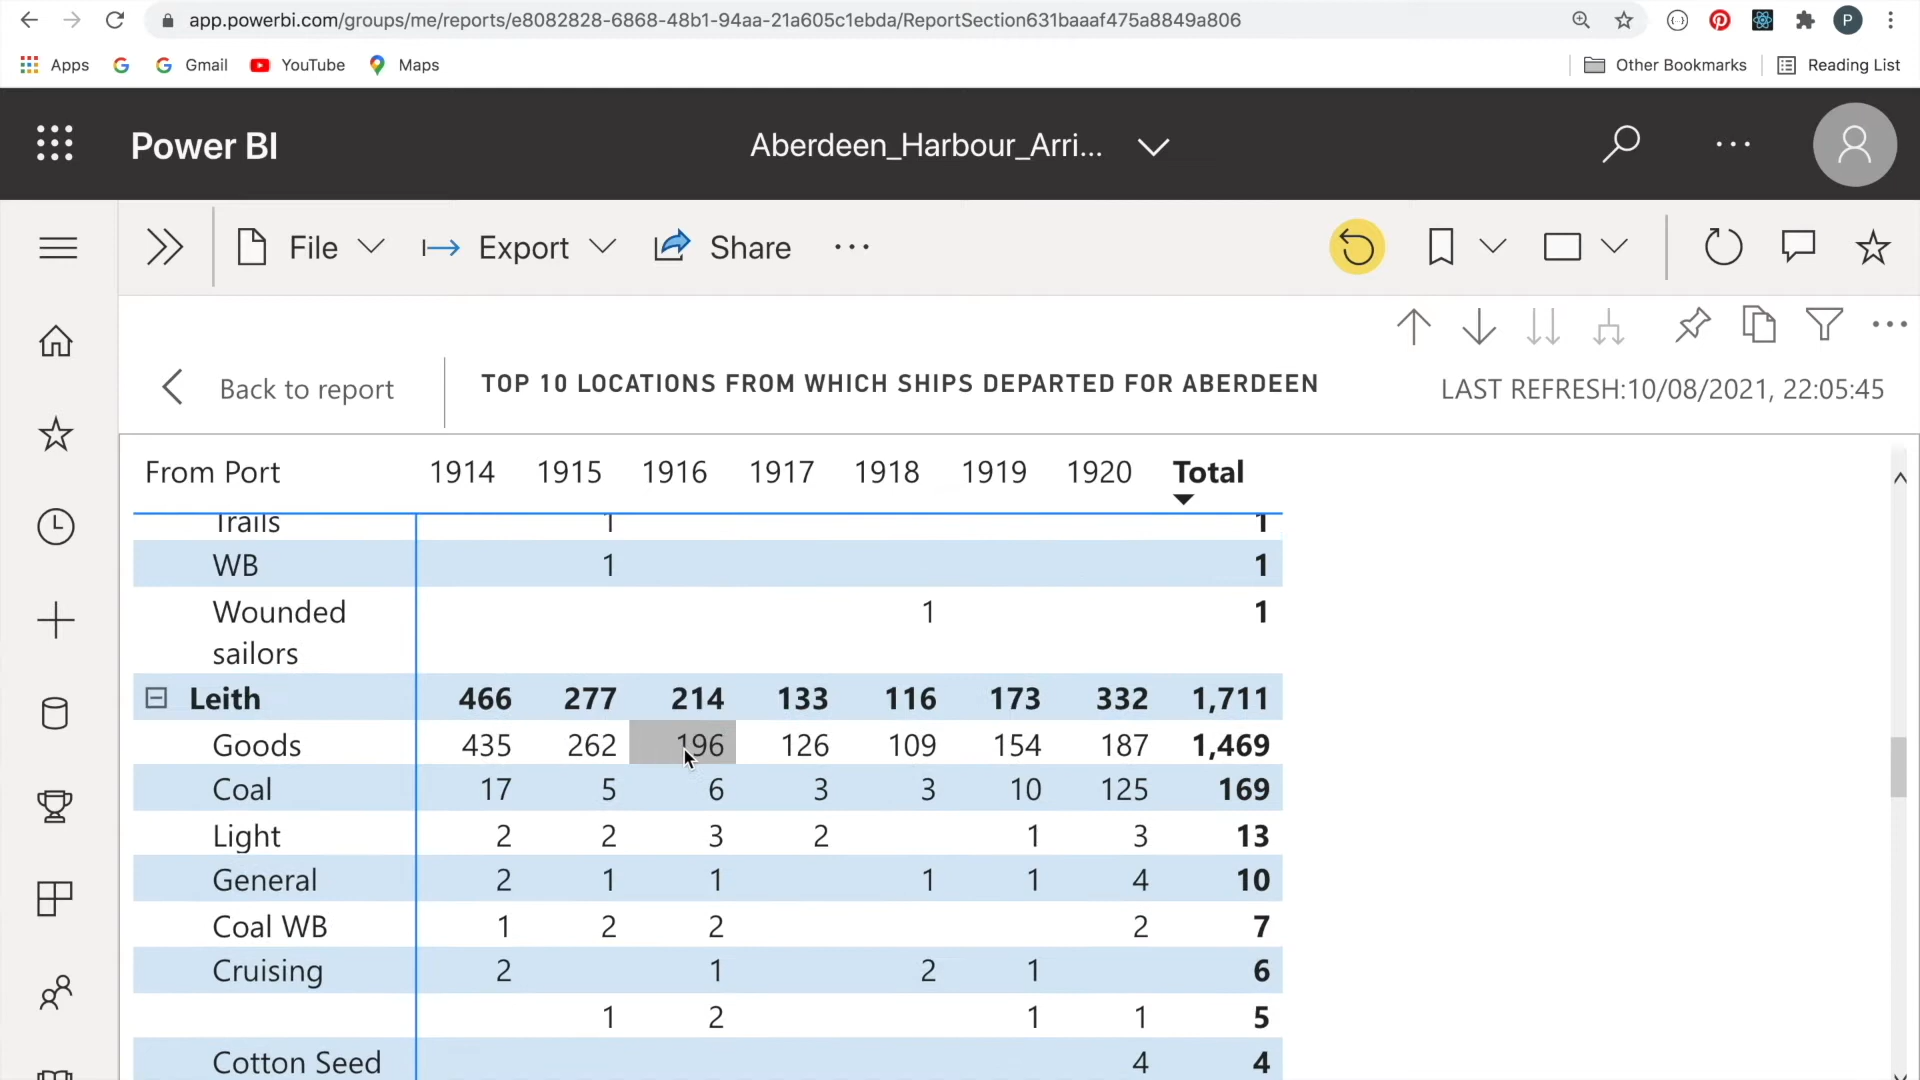 app.powerbi.com/groups/me/reports/e8082828-6868-48b1-94aa-21a605c1ebda/ReportSection631baaaf475a8849a806
P
Apps Gmail YouTube Maps Other Bookmarks Reading List
Power BI Aberdeen_Harbour_Arri...
File Export Share
Back to report TOP 10 LOCATIONS FROM WHICH SHIPS DEPARTED FOR ABERDEEN LAST REFRESH:10/08/2021, 22:05:45
From Port 1914 1915 1916 1917 1918 1919 1920 Total
Trails 1 1
WB 1 1
Wounded 1 1
sailors
Leith 466 277 214 133 116 173 332 1,711
Goods 435 262 196 126 109 154 187 1,469
Coal 17 5 6 3 3 10 125 169
Light 2 2 3 2 1 3 13
General 2 1 1 1 1 4 10
Coal WB 1 2 2 2 7
Cruising 2 1 2 1 6
1 2 1 1 5
Cotton Seed 4 4